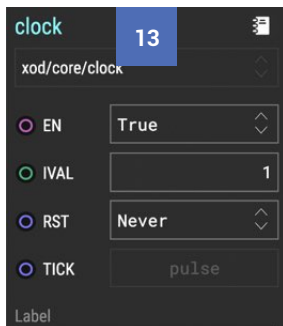 clock
13
xod/core/clock
EN True
IVAL 1
RST Never
TICK pulse
Label